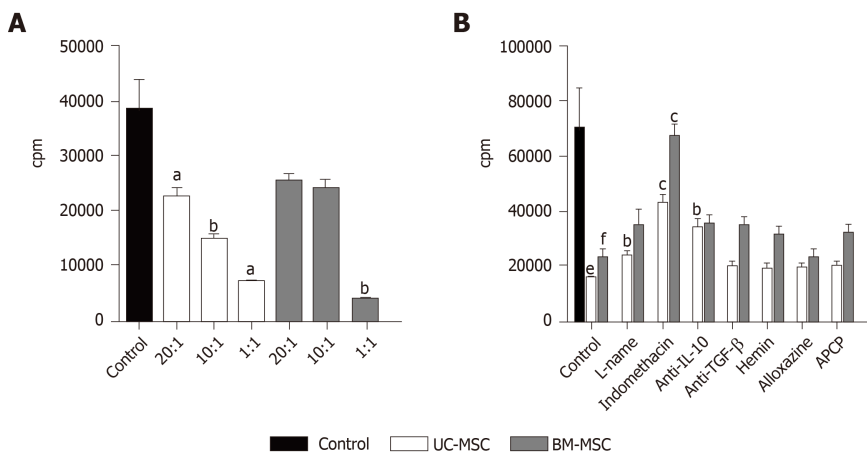 A
50000
40000
30000
20000
10000
0
cpm
a
b
a
b
Control
20:1
10:1
1:1
20:1
10:1
1:1
B
100000
80000
60000
40000
20000
0
cpm
e
f
b
c
c
b
Control
L-name
Indomethacin
Anti-IL-10
Anti-TGF-β
Hemin
Alloxazine
APCP
Control UC-MSC BM-MSC